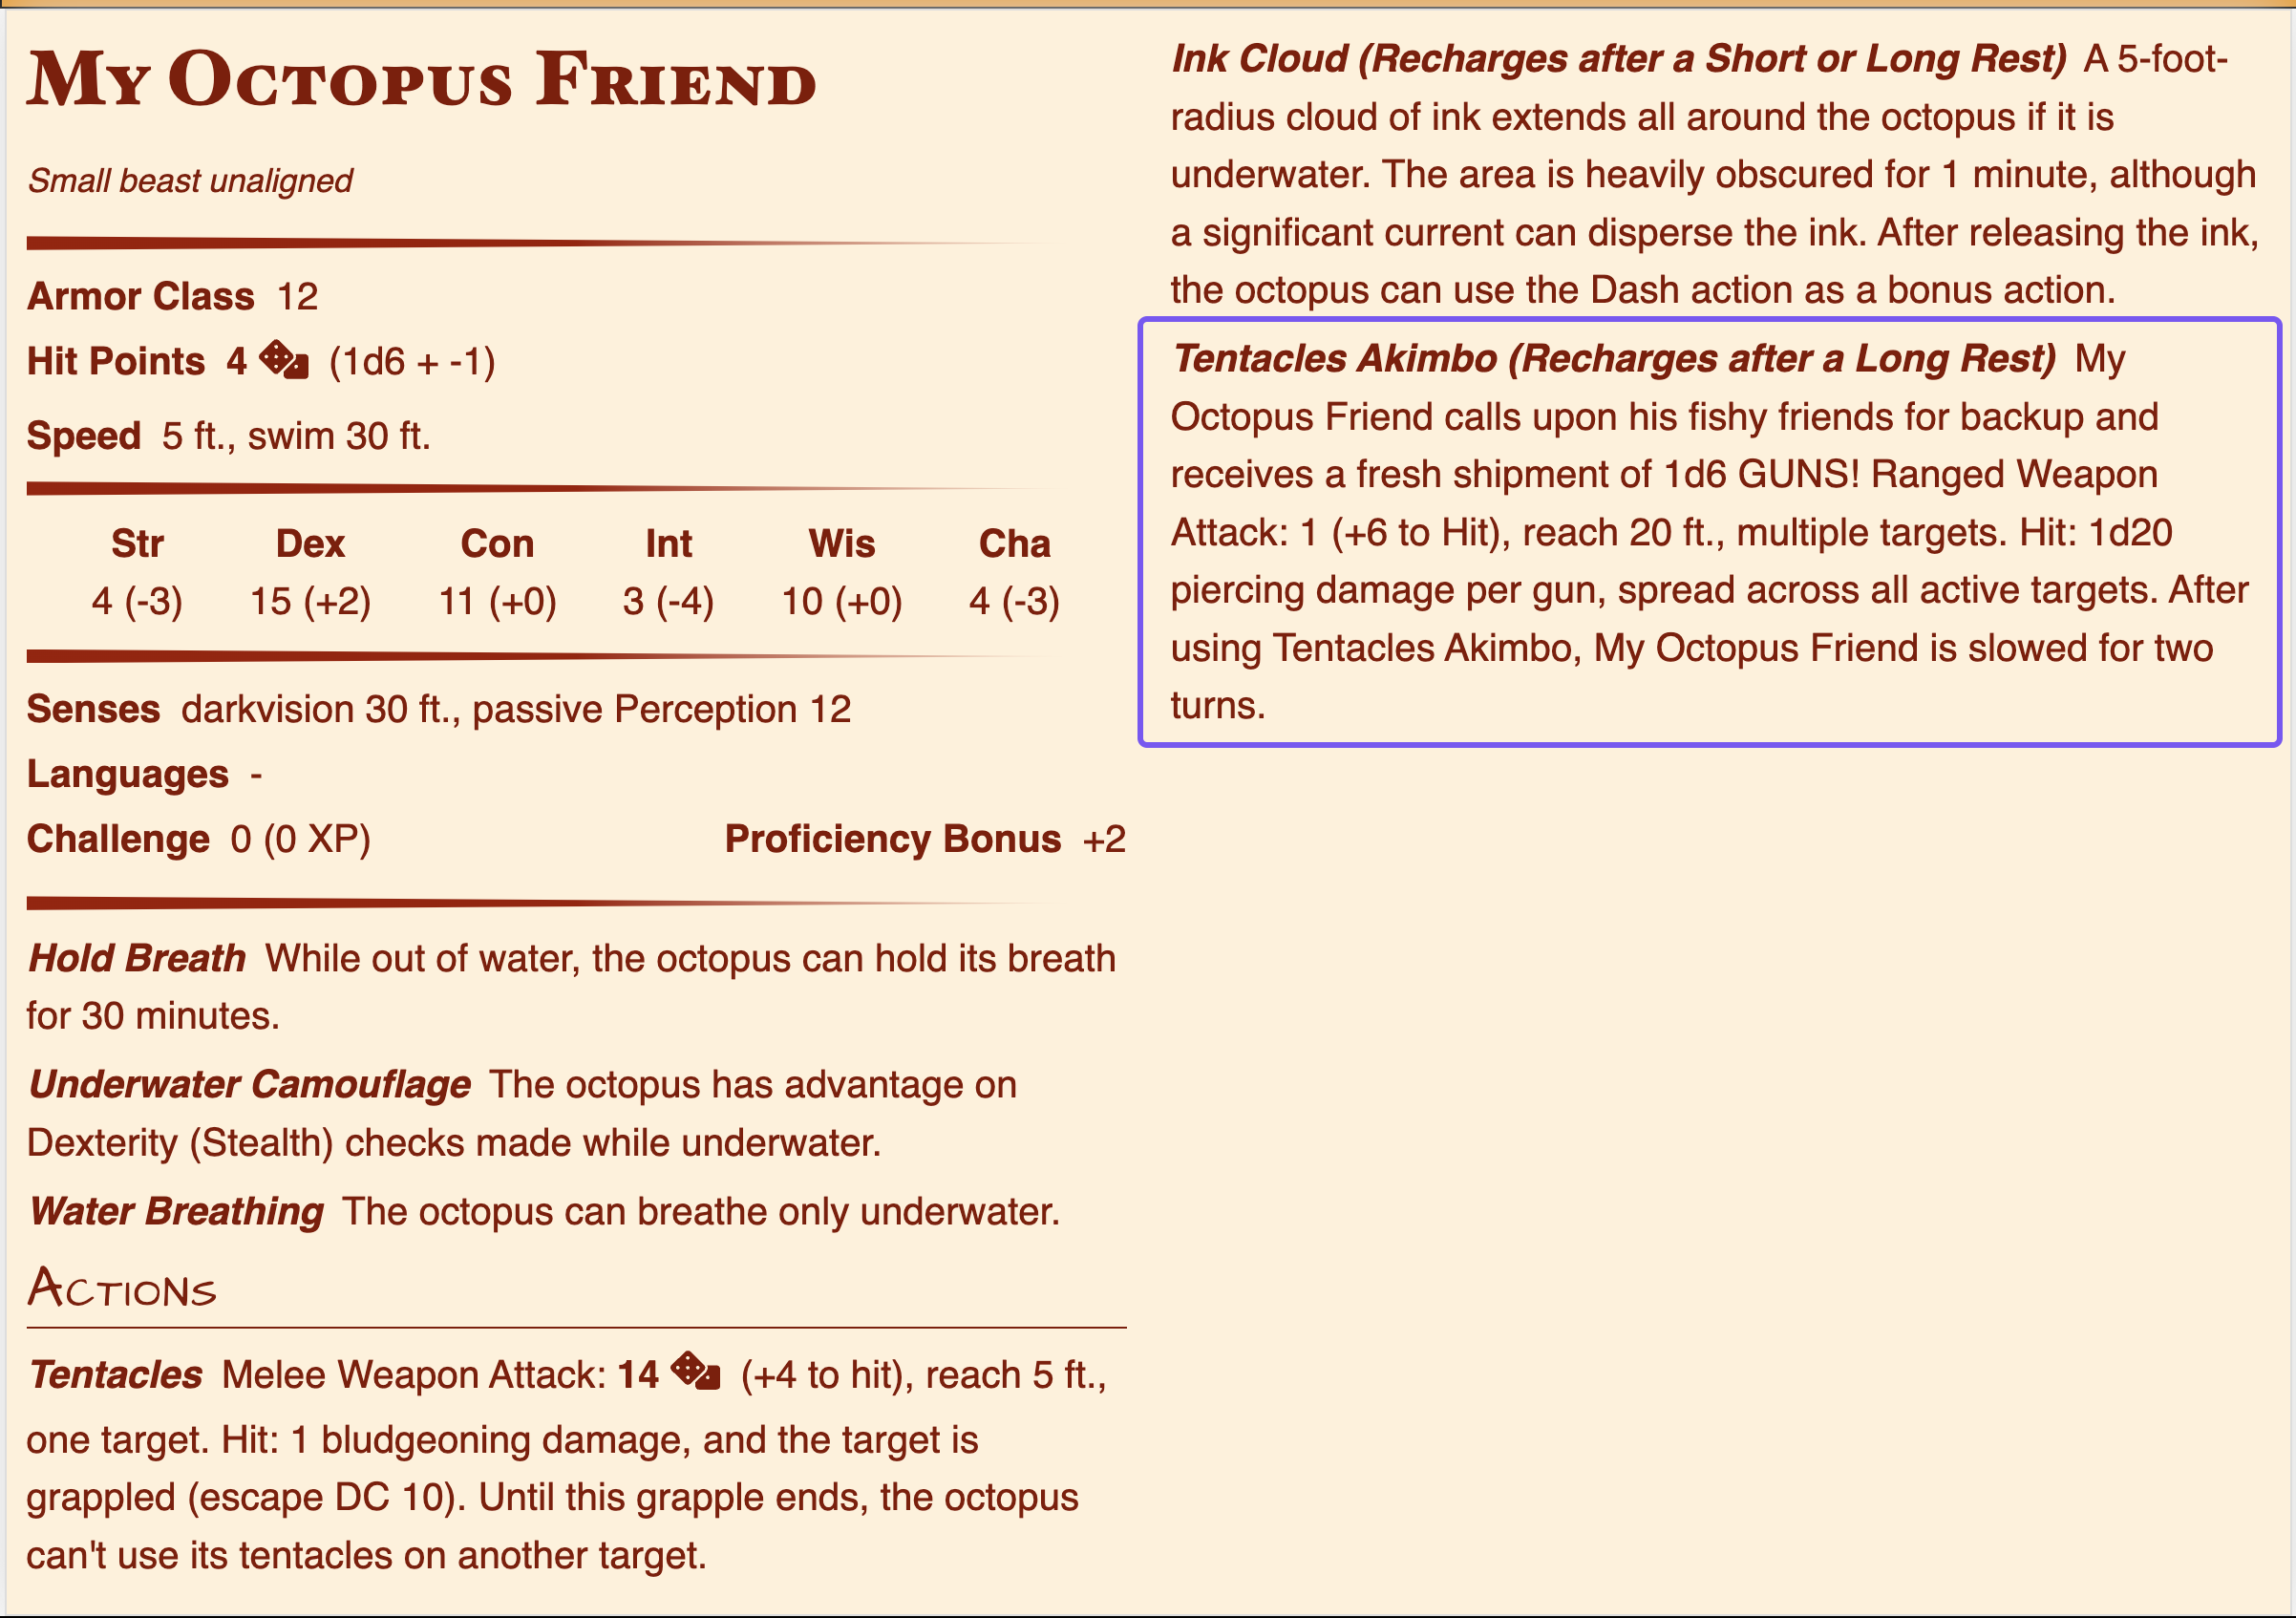 My Octopus Friend
Small beast unaligned
Armor Class 12
Hit Points 4 (1d6 + -1)
Speed 5 ft., swim 30 ft.
Str Dex Con Int Wis Cha
4 (-3) 15 (+2) 11 (+0) 3 (-4) 10 (+0) 4 (-3)
Senses darkvision 30 ft., passive Perception 12
Languages -
Challenge 0 (0 XP) Proficiency Bonus +2
Hold Breath While out of water, the octopus can hold its breath
for 30 minutes.
Underwater Camouflage The octopus has advantage on
Dexterity (Stealth) checks made while underwater.
Water Breathing The octopus can breathe only underwater.
Actions
Tentacles Melee Weapon Attack: 14 (+4 to hit), reach 5 ft.,
one target. Hit: 1 bludgeoning damage, and the target is
grappled (escape DC 10). Until this grapple ends, the octopus
can't use its tentacles on another target.
Ink Cloud (Recharges after a Short or Long Rest) A 5-foot-
radius cloud of ink extends all around the octopus if it is
underwater. The area is heavily obscured for 1 minute, although
a significant current can disperse the ink. After releasing the ink,
the octopus can use the Dash action as a bonus action.
Tentacles Akimbo (Recharges after a Long Rest) My
Octopus Friend calls upon his fishy friends for backup and
receives a fresh shipment of 1d6 GUNS! Ranged Weapon
Attack: 1 (+6 to Hit), reach 20 ft., multiple targets. Hit: 1d20
piercing damage per gun, spread across all active targets. After
using Tentacles Akimbo, My Octopus Friend is slowed for two
turns.